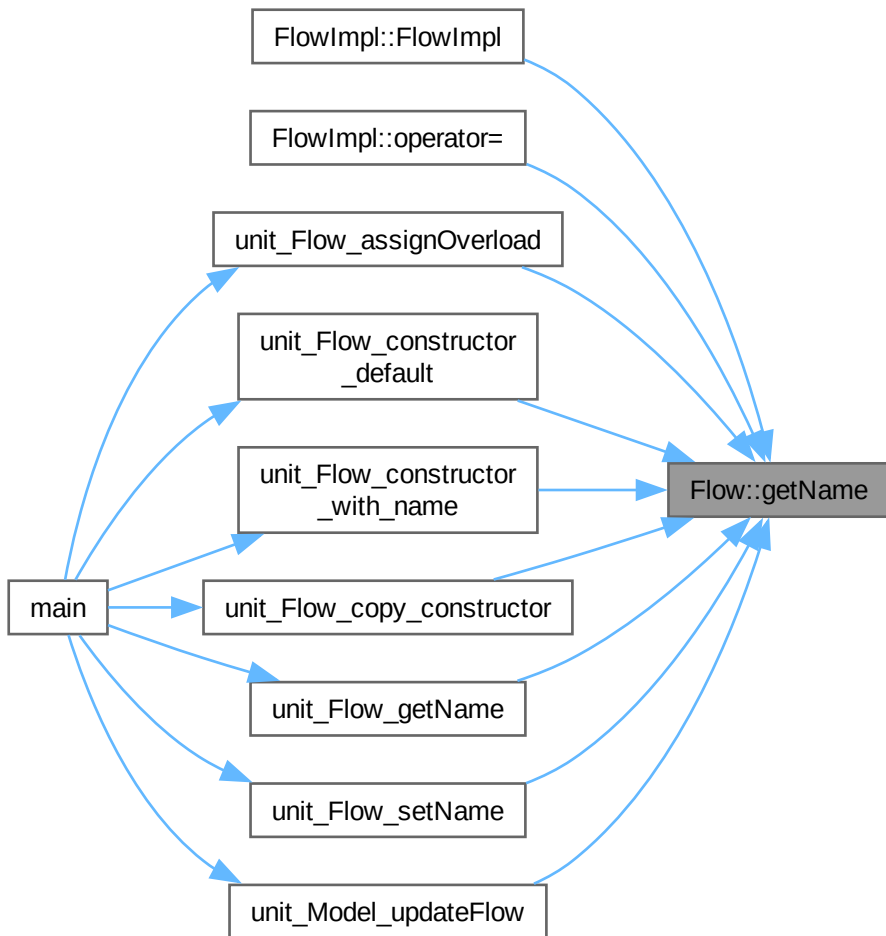 FlowImpl::FlowImpl
FlowImpl::operator=
unit_Flow_assignOverload
unit_Flow_constructor
_default
unit_Flow_constructor
_with_name
Flow::getName
main
unit_Flow_copy_constructor
unit_Flow_getName
unit_Flow_setName
unit_Model_updateFlow